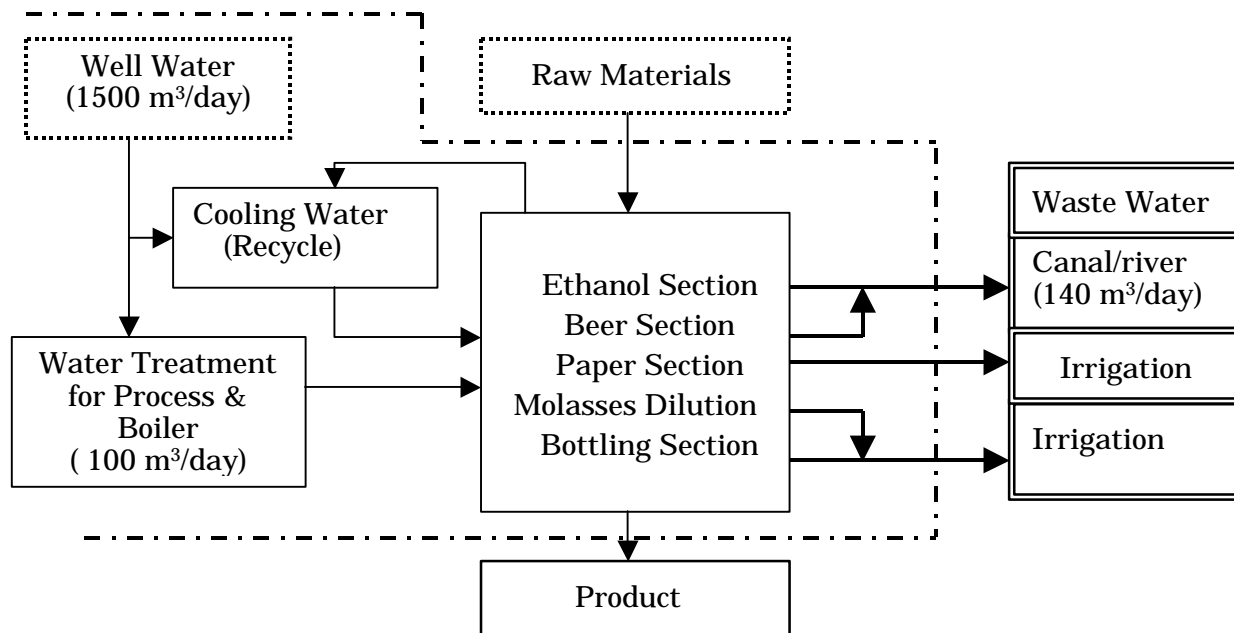 Well Water
(1500 m³/day)
Raw Materials
Cooling Water
(Recycle)
Waste Water
Canal/river
(140 m³/day)
Ethanol Section
Beer Section
Paper Section
Molasses Dilution
Bottling Section
Water Treatment
for Process &
Boiler
( 100 m³/day)
Irrigation
Irrigation
Product